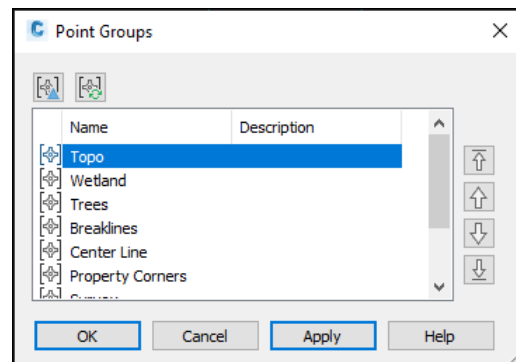 Point Groups
Name Description
Topo
Wetland
Trees
Breaklines
Center Line
Property Corners
OK Cancel Apply Help